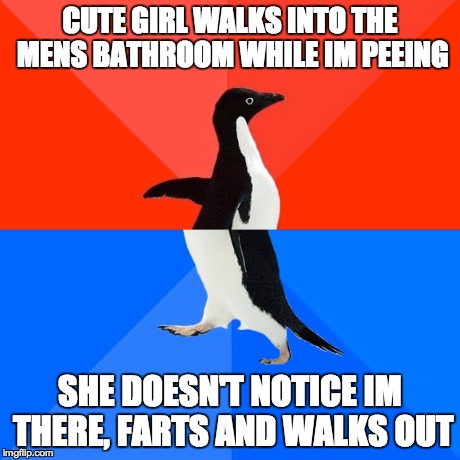 CUTE GIRL WALKS INTO THE
MENS BATHROOM WHILE IM PEEING
SHE DOESN'T NOTICE IM
THERE, FARTS AND WALKS OUT
imgflip.com